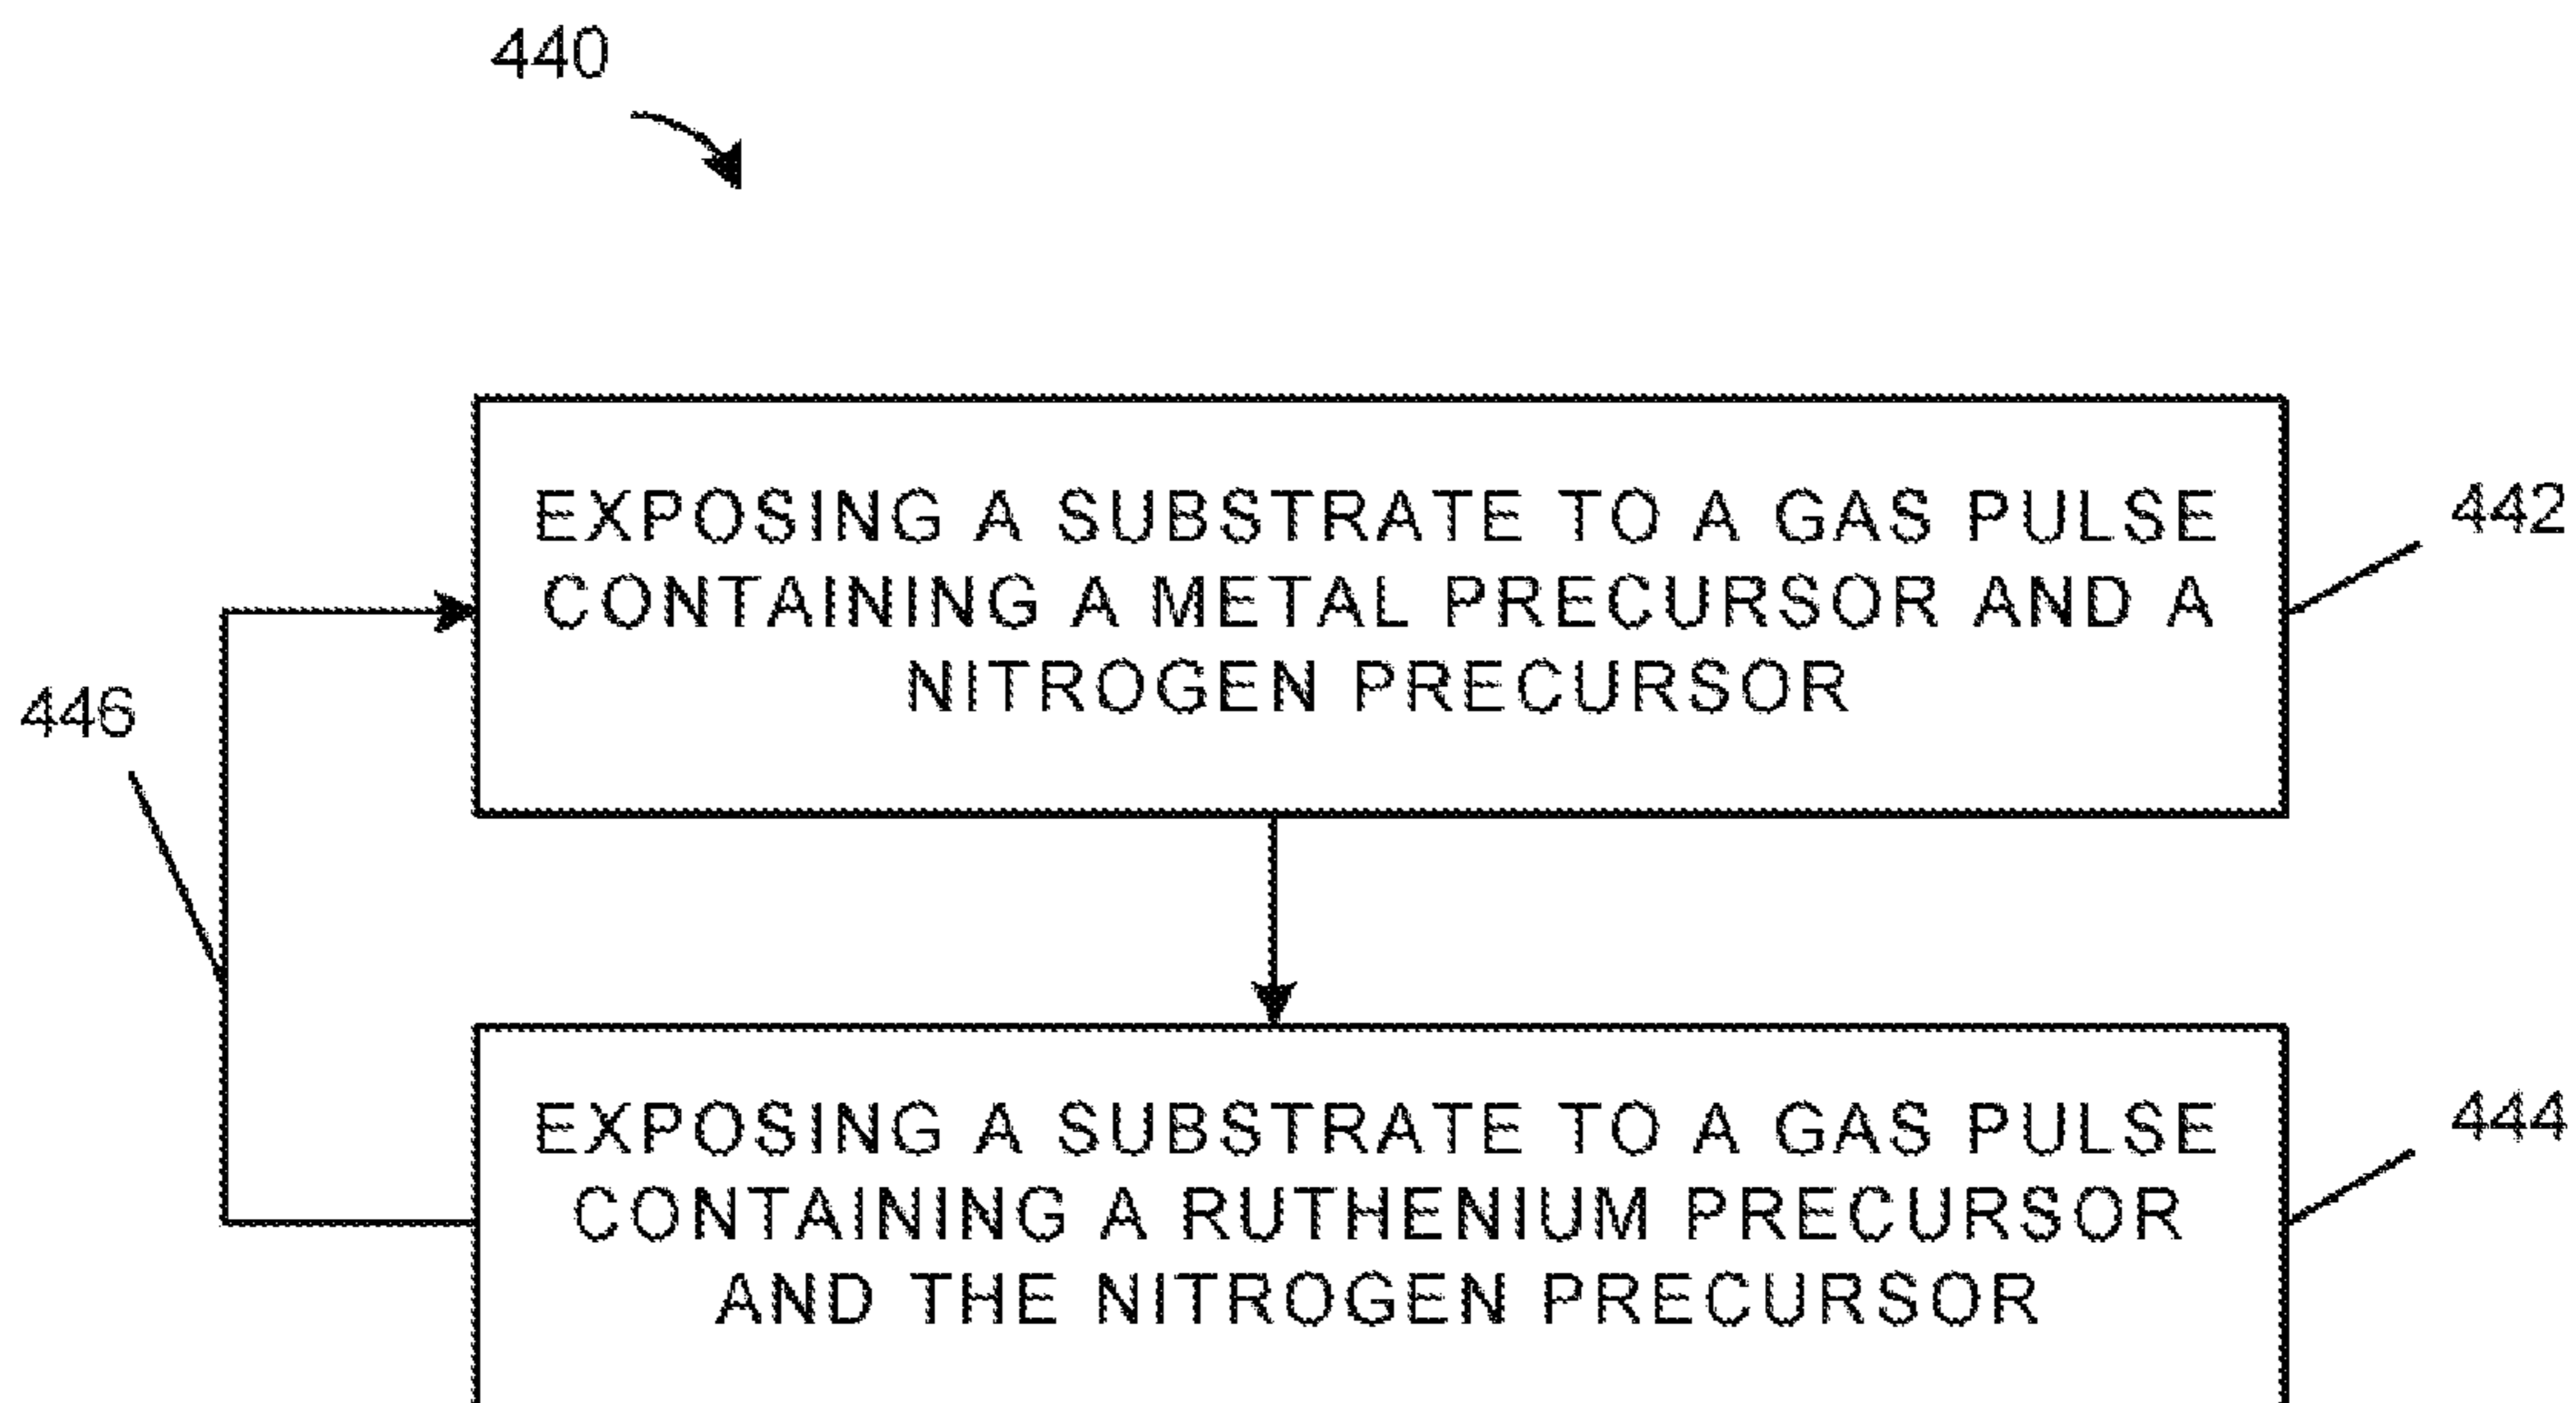 440
EXPOSING A SUBSTRATE TO A GAS PULSE
CONTAINING A METAL PRECURSOR AND A
NITROGEN PRECURSOR
442
446
EXPOSING A SUBSTRATE TO A GAS PULSE
CONTAINING A RUTHENIUM PRECURSOR
AND THE NITROGEN PRECURSOR
444